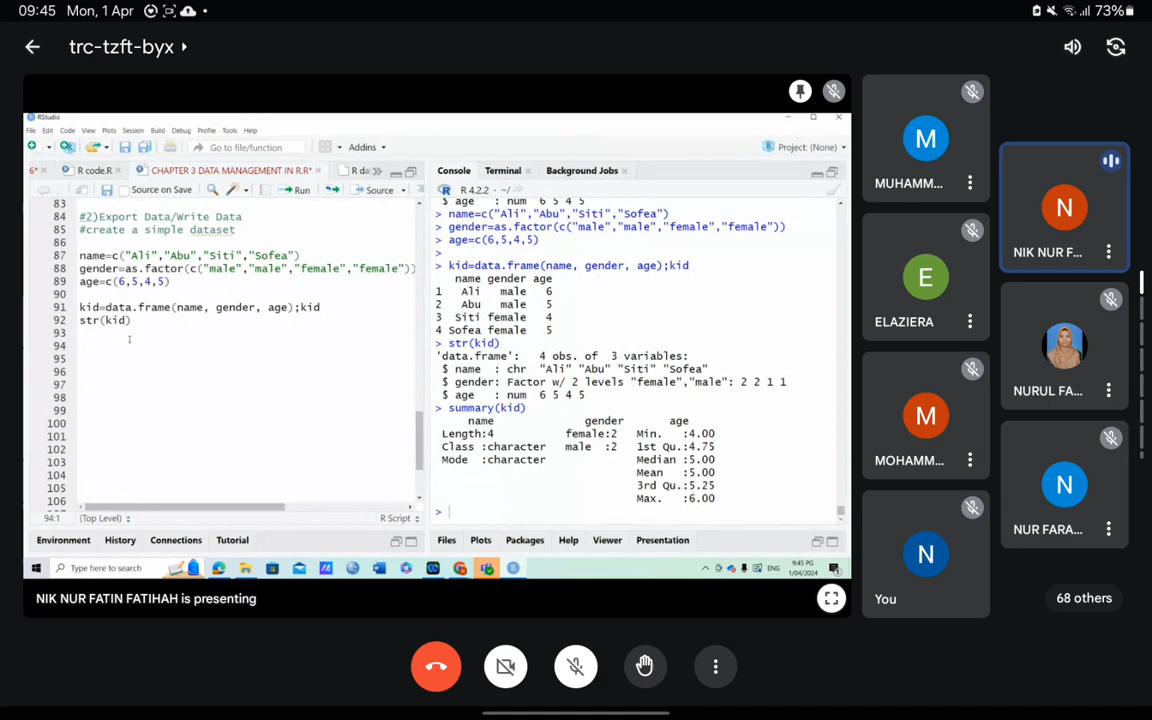 09:45 Mon, 1 Apr
73%
trc-tzft-byx
RStudio
File Edit Code View Plots Session Build Debug Profile Tools Help
Go to file/function
Addins
Project: (None)
R code.R
CHAPTER 3 DATA MANAGEMENT IN R.R*
R da
Source on Save
Run
Source
83
84 #2)Export Data/Write Data
85 #create a simple dataset
86
87 name=c("Ali","Abu","Siti","Sofea")
88 gender=as.factor(c("male","male","female","female"))
89 age=c(6,5,4,5)
90
91 kid=data.frame(name, gender, age);kid
92 str(kid)
93
94
95
96
97
98
99
100
101
102
103
104
105
106
94:1 (Top Level)
R Script
Environment History Connections Tutorial
Console Terminal Background Jobs
R 4.2.2 · ~/
$ age : num 6 5 4 5
> name=c("Ali","Abu","Siti","Sofea")
> gender=as.factor(c("male","male","female","female"))
> age=c(6,5,4,5)
>
> kid=data.frame(name, gender, age);kid
name gender age
1 Ali male 6
2 Abu male 5
3 Siti female 4
4 Sofea female 5
> str(kid)
'data.frame': 4 obs. of 3 variables:
$ name : chr "Ali" "Abu" "Siti" "Sofea"
$ gender: Factor w/ 2 levels "female","male": 2 2 1 1
$ age : num 6 5 4 5
> summary(kid)
name gender age
Length:4 female:2 Min. :4.00
Class :character male :2 1st Qu.:4.75
Mode :character Median :5.00
Mean :5.00
3rd Qu.:5.25
Max. :6.00
>
Files Plots Packages Help Viewer Presentation
Type here to search
ENG
9:45 PG
1/04/2024
NIK NUR FATIN FATIHAH is presenting
M
MUHAMM...
N
NIK NUR F...
E
ELAZIERA
NURUL FA...
M
MOHAMM...
N
NUR FARA...
N
You
68 others